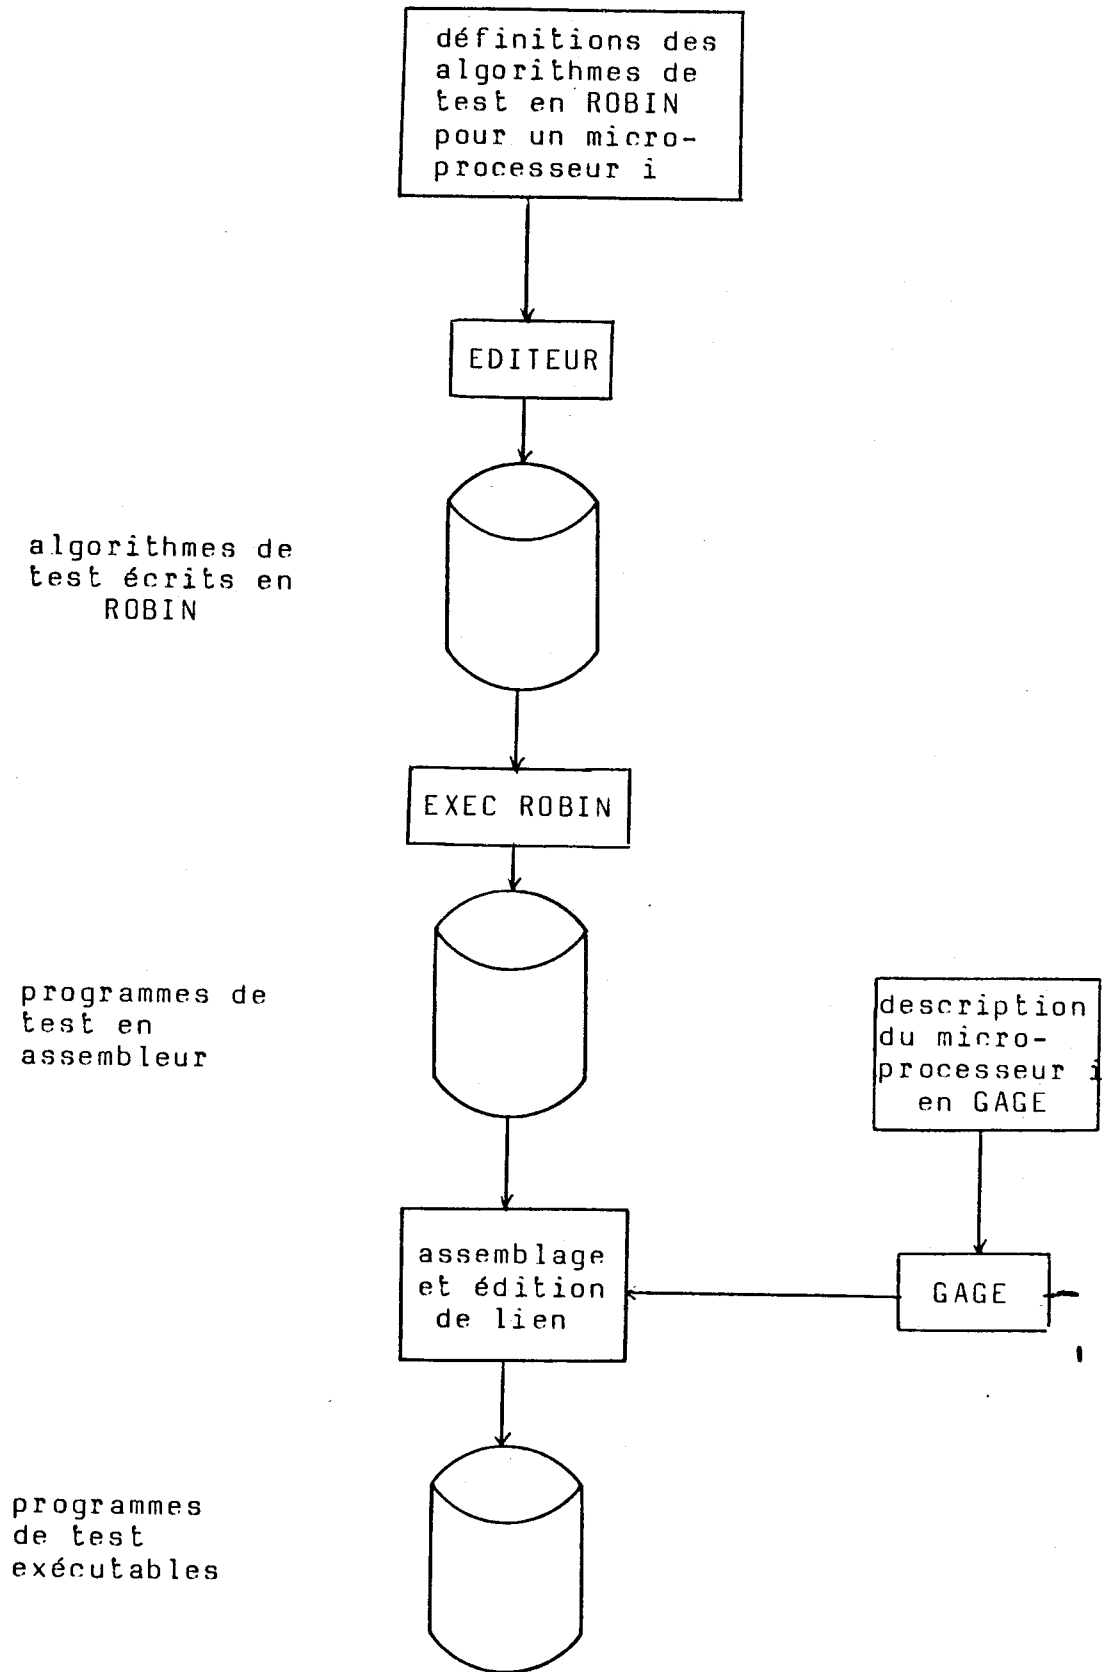 définitions des
algorithmes de
test en ROBIN
pour un micro-
processeur i
EDITEUR
algorithmes de
test écrits en
ROBIN
EXEC ROBIN
programmes de
test en
assembleur
description
du micro-
processeur i
en GAGE
assemblage
et édition
de lien
GAGE
programmes
de test
exécutables